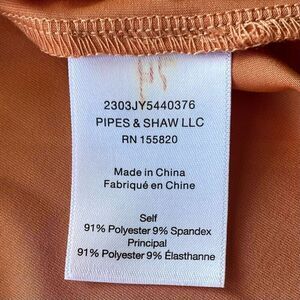 2303JY5440376
PIPES & SHAW LLC
RN 155820
Made in China
Fabriqué en Chine
Self
91% Polyester 9% Spandex
Principal
91% Polyester 9% Élasthanne